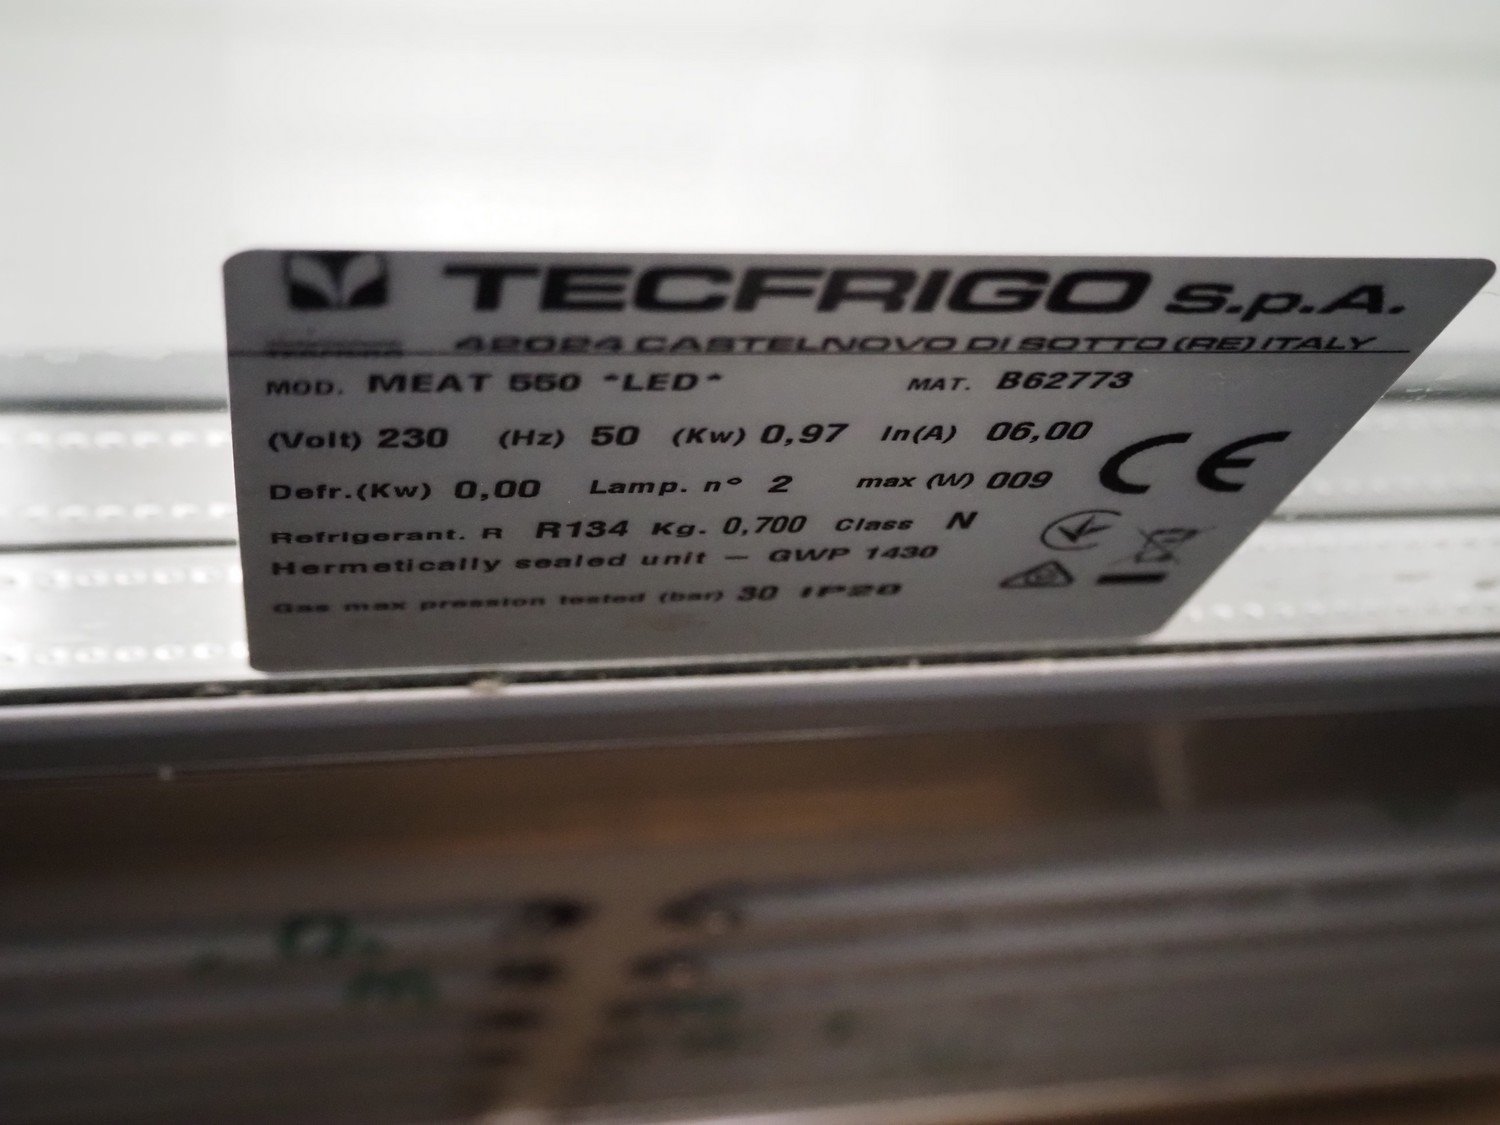 TECFRIGO S.p.A.
42024 CASTELNOVO DI SOTTO (RE) ITALY
MOD. MEAT 550 "LED" MAT. B62773
(Volt) 230 (Hz) 50 (Kw) 0,97 In(A) 06,00
Defr.(Kw) 0,00 Lamp. n° 2 max (W) 009
Refrigerant. R R134 Kg. 0,700 Class N
Hermetically sealed unit – GWP 1430
Gas max pression tested (bar) 30 IP20
CE